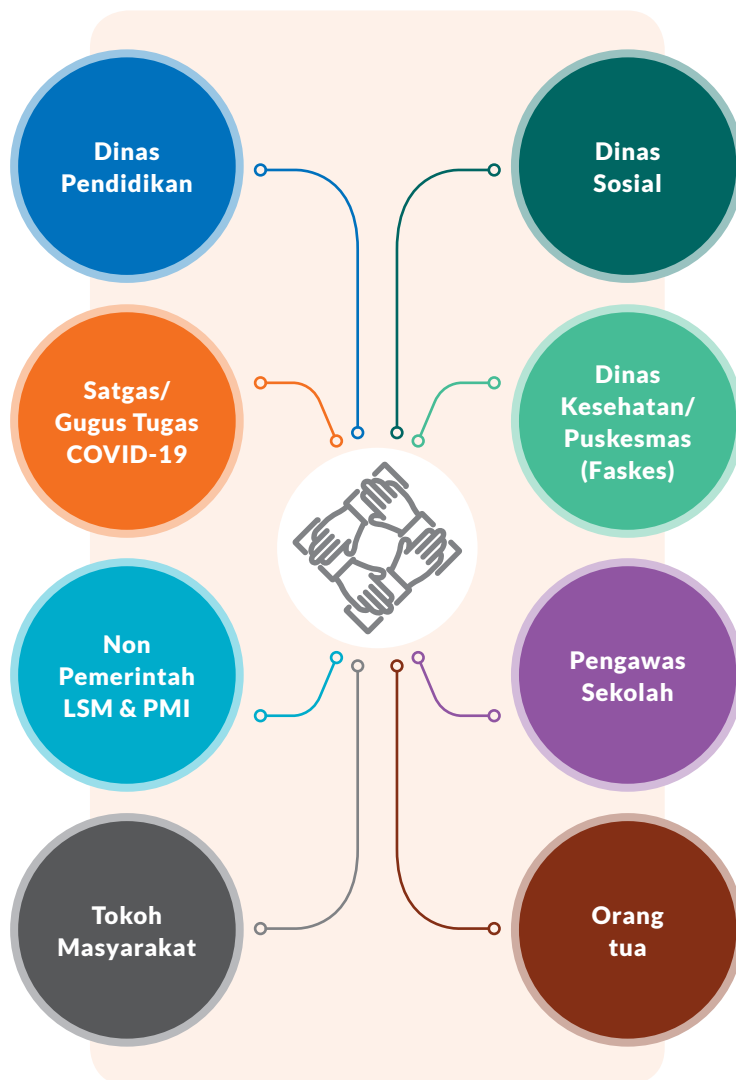 Dinas
Pendidikan
Dinas
Sosial
Satgas/
Gugus Tugas
COVID-19
Dinas
Kesehatan/
Puskesmas
(Faskes)
Non
Pemerintah
LSM & PMI
Pengawas
Sekolah
Tokoh
Masyarakat
Orang
tua